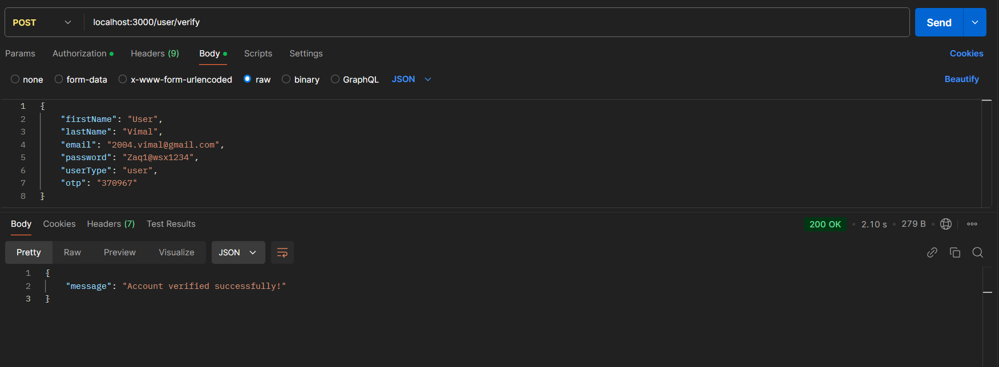 POST localhost:3000/user/verify Send
Params Authorization Headers (9) Body Scripts Settings Cookies
none form-data x-www-form-urlencoded raw binary GraphQL JSON Beautify
1 {
2 "firstName": "User",
3 "lastName": "Vimal",
4 "email": "2004.vimal@gmail.com",
5 "password": "Zaq1@wsx1234",
6 "userType": "user",
7 "otp": "370967"
8 }
Body Cookies Headers (7) Test Results 200 OK 2.10 s 279 B
Pretty Raw Preview Visualize JSON
1 {
2 "message": "Account verified successfully!"
3 }